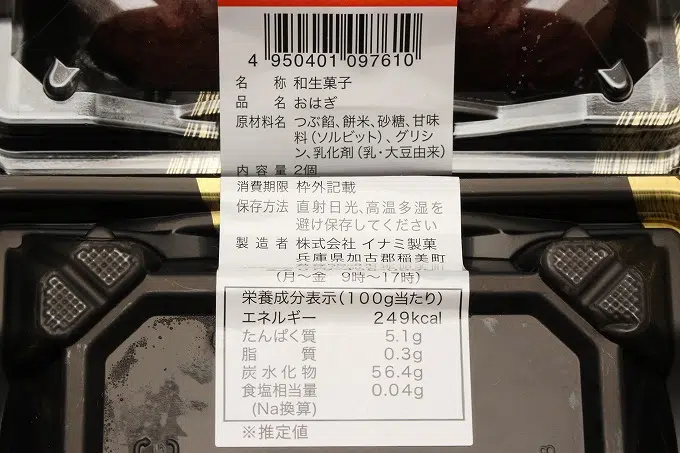 4 950401 097610
名 称 和生菓子
品 名 おはぎ
原材料名 つぶ餡、餅米、砂糖、甘味
料(ソルビット)、グリシ
ン、乳化剤(乳・大豆由来)
内 容 量 2個
消費期限 枠外記載
保存方法 直射日光、高温多湿を
避け保存してください
製 造 者 株式会社 イナミ製菓
兵庫県加古郡稲美町
(月〜金 9時〜17時)
栄養成分表示(100g当たり)
エネルギー 249kcal
たんぱく質 5.1g
脂 質 0.3g
炭水化物 56.4g
食塩相当量 0.04g
(Na換算)
※推定値